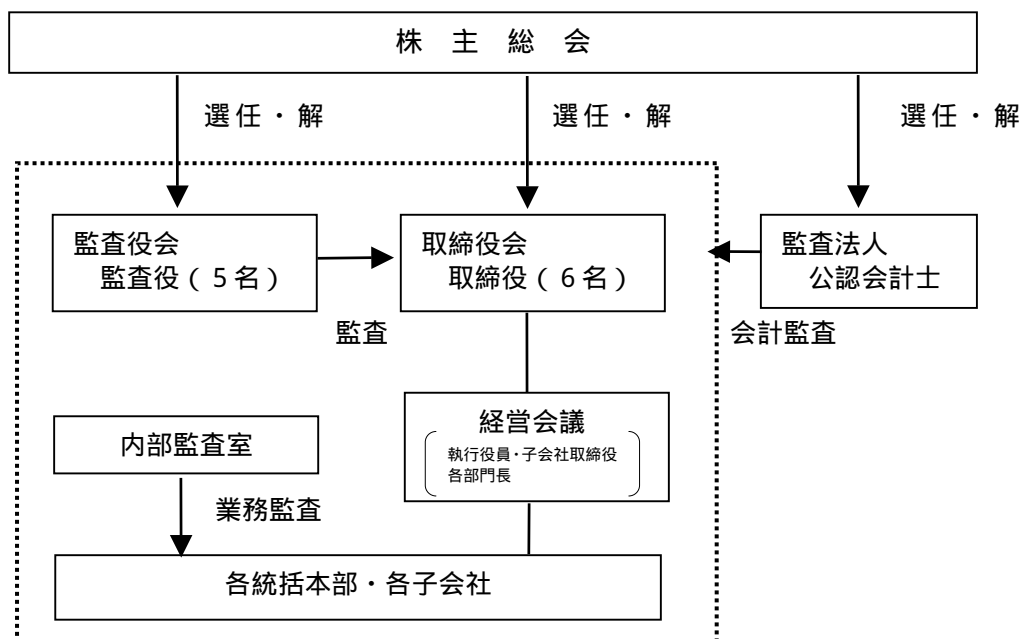 株 主 総 会
選任・解
選任・解
選任・解
監査役会
監査役(5名)
取締役会
取締役(6名)
監査法人
公認会計士
監査
会計監査
経営会議
執行役員・子会社取締役
各部門長
内部監査室
業務監査
各統括本部・各子会社